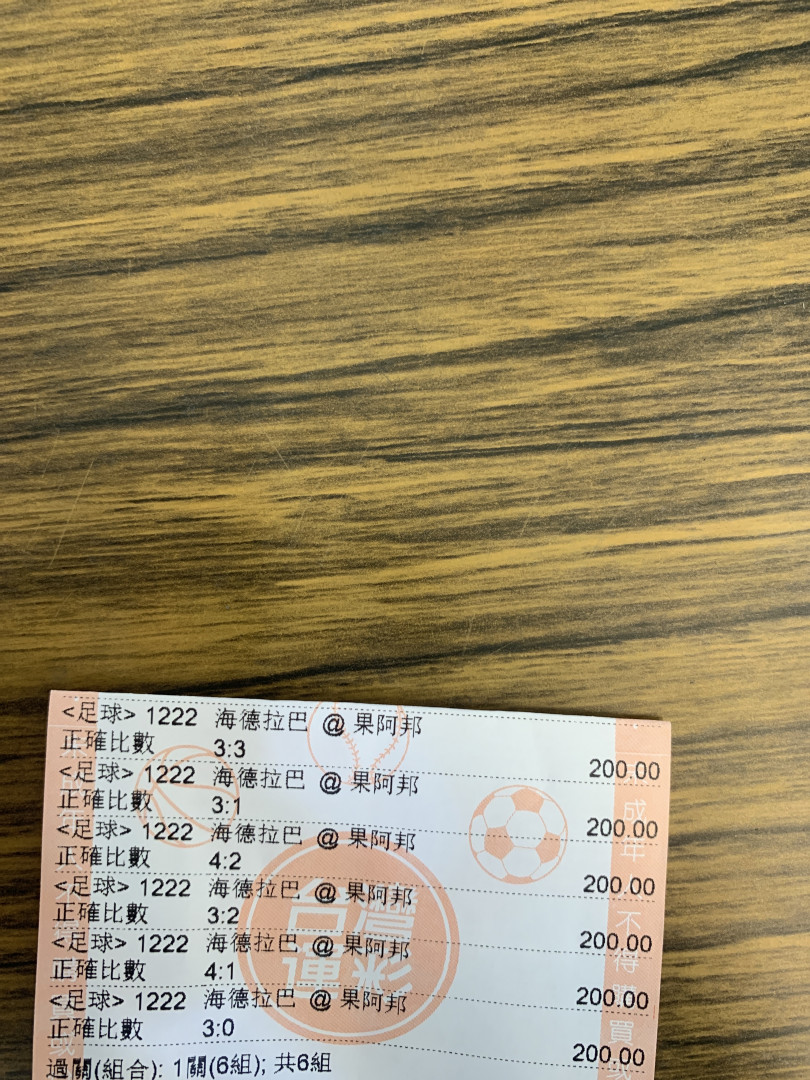 <足球> 1222 海德拉巴 @ 果阿邦
正確比數 3:3 200.00
<足球> 1222 海德拉巴 @ 果阿邦
正確比數 3:1 200.00
<足球> 1222 海德拉巴 @ 果阿邦
正確比數 4:2 200.00
<足球> 1222 海德拉巴 @ 果阿邦
正確比數 3:2 200.00
<足球> 1222 海德拉巴 @ 果阿邦
正確比數 4:1 200.00
<足球> 1222 海德拉巴 @ 果阿邦
正確比數 3:0 200.00
過關(組合): 1關(6組); 共6組
台灣
運彩
成年
不得購買